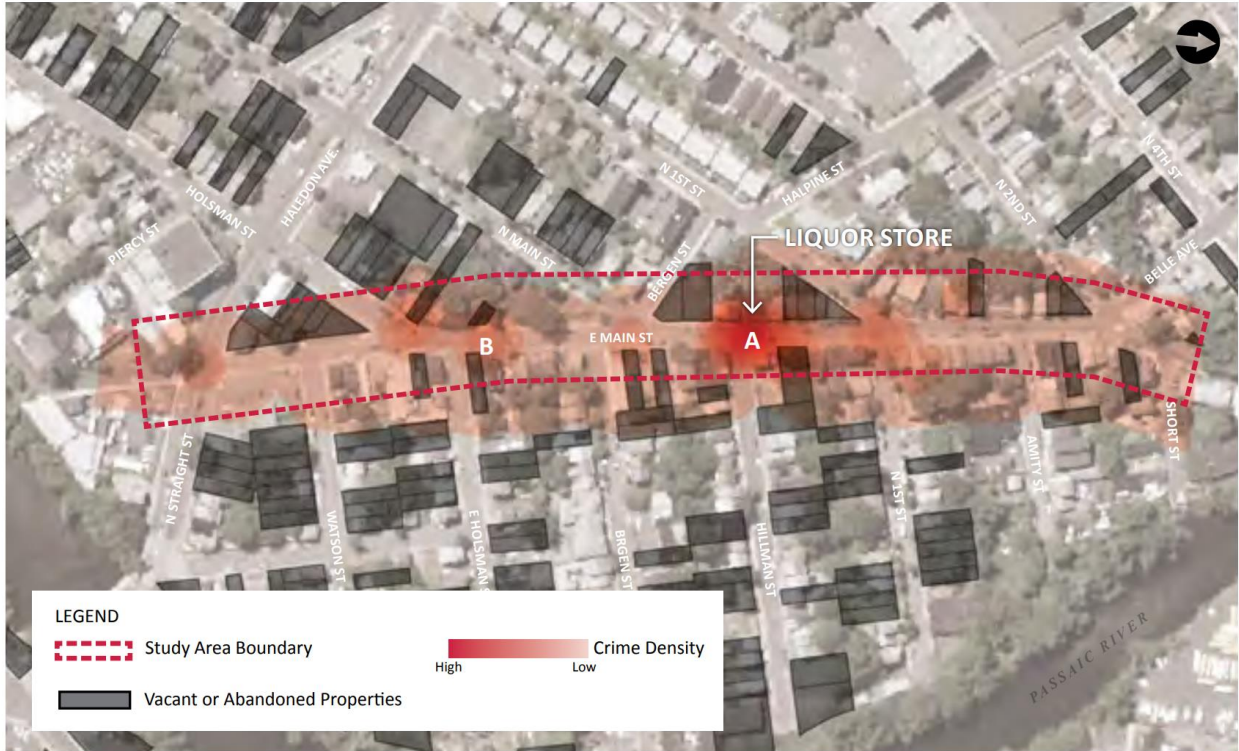 PIERCY ST
HOLSMAN ST
HALEDON AVE.
N MAIN ST
N 1ST ST
BERGEN ST
HALPINE ST
LIQUOR STORE
N 2ND ST
N 4TH ST
BELLE AVE
B
E MAIN ST
A
N STRAIGHT ST
WATSON ST
E HOLSMAN S
BRGEN ST
HILLMAN ST
N 1ST ST
AMITY ST
SHORT ST
PASSAIC RIVER
LEGEND
Study Area Boundary
Crime Density
High
Low
Vacant or Abandoned Properties